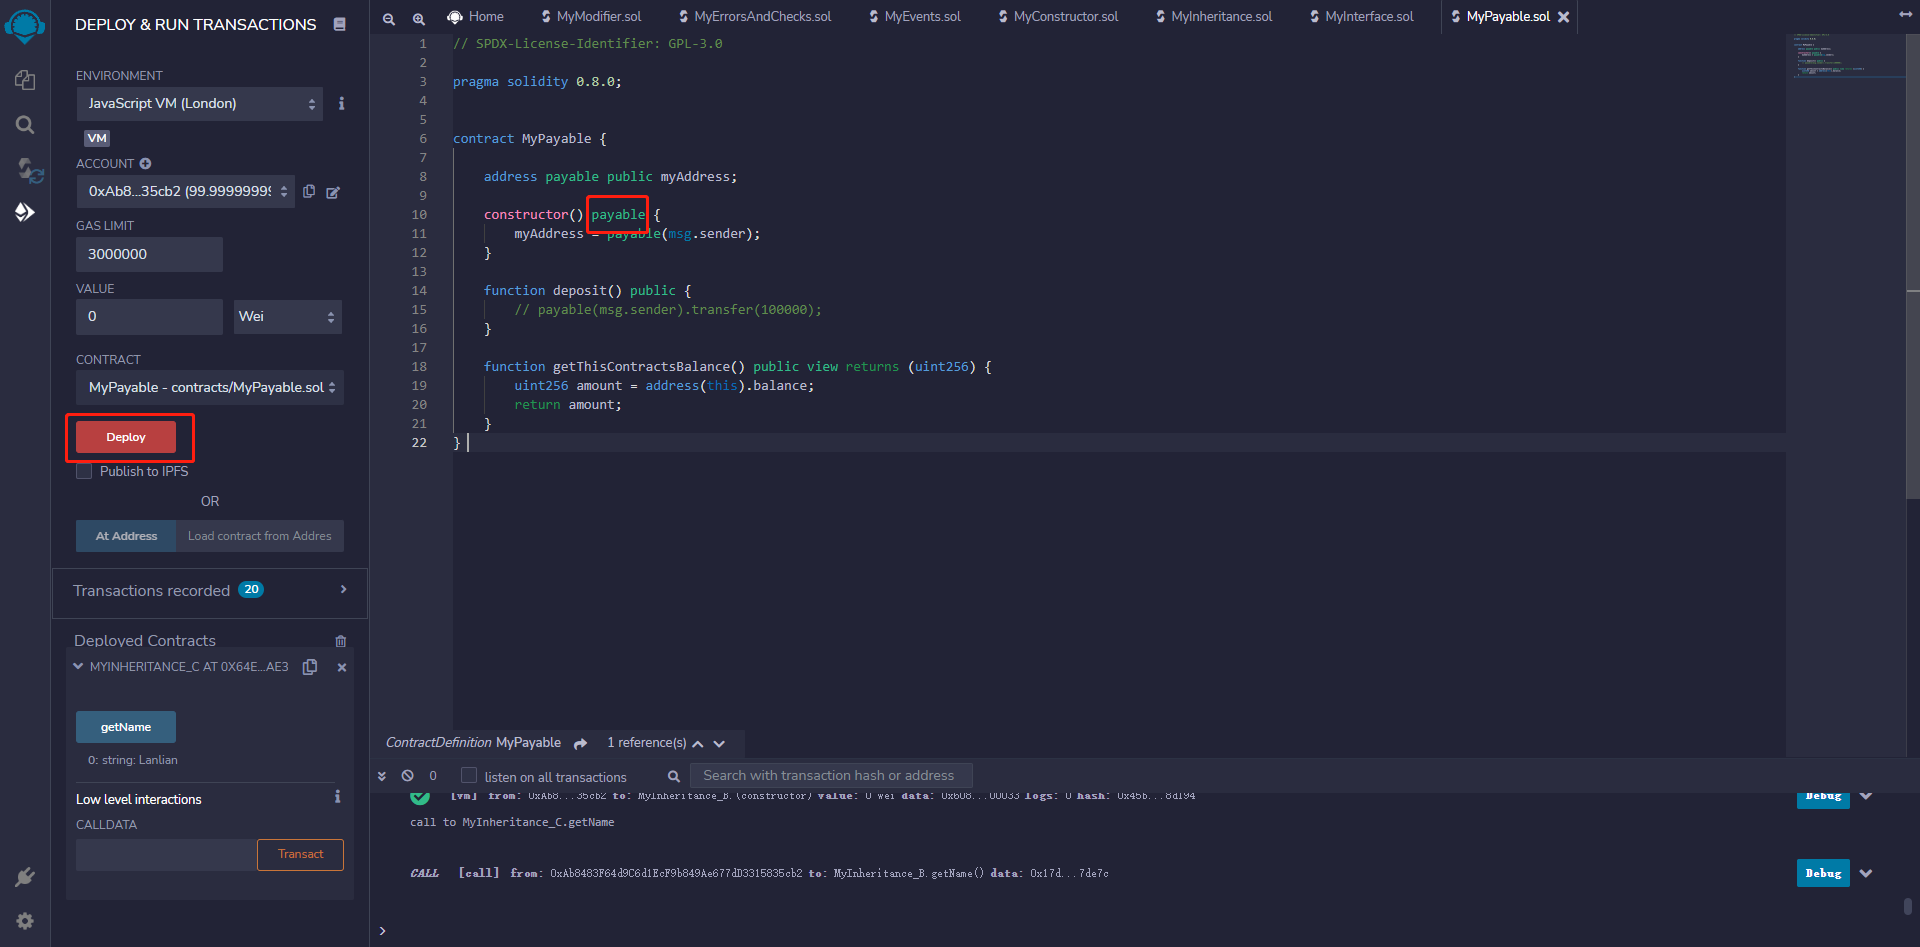 DEPLOY & RUN TRANSACTIONS
ENVIRONMENT
JavaScript VM (London)
VM
ACCOUNT
0xAb8...35cb2 (99.99999999
GAS LIMIT
3000000
VALUE
0
Wei
CONTRACT
MyPayable - contracts/MyPayable.sol
Deploy
Publish to IPFS
OR
At Address
Load contract from Addres
Transactions recorded 20
Deployed Contracts
MYINHERITANCE_C AT 0X64E...AE3
getName
0: string: Lanlian
Low level interactions
CALLDATA
Transact
Home MyModifier.sol MyErrorsAndChecks.sol MyEvents.sol MyConstructor.sol MyInheritance.sol MyInterface.sol MyPayable.sol
1 // SPDX-License-Identifier: GPL-3.0
2
3 pragma solidity 0.8.0;
4
5
6 contract MyPayable {
7
8 address payable public myAddress;
9
10 constructor() payable {
11 myAddress = payable(msg.sender);
12 }
13
14 function deposit() public {
15 // payable(msg.sender).transfer(100000);
16 }
17
18 function getThisContractsBalance() public view returns (uint256) {
19 uint256 amount = address(this).balance;
20 return amount;
21 }
22 }
ContractDefinition MyPayable 1 reference(s)
0 listen on all transactions Search with transaction hash or address
[vm] from: 0xAb8...35cb2 to: MyInheritance_B.(constructor) value: 0 wei data: 0x608...00033 logs: 0 hash: 0x45b...8d194 Debug
call to MyInheritance_C.getName
CALL [call] from: 0xAb8483F64d9C6d1EcF9b849Ae677dD3315835cb2 to: MyInheritance_B.getName() data: 0x17d...7de7c Debug
>